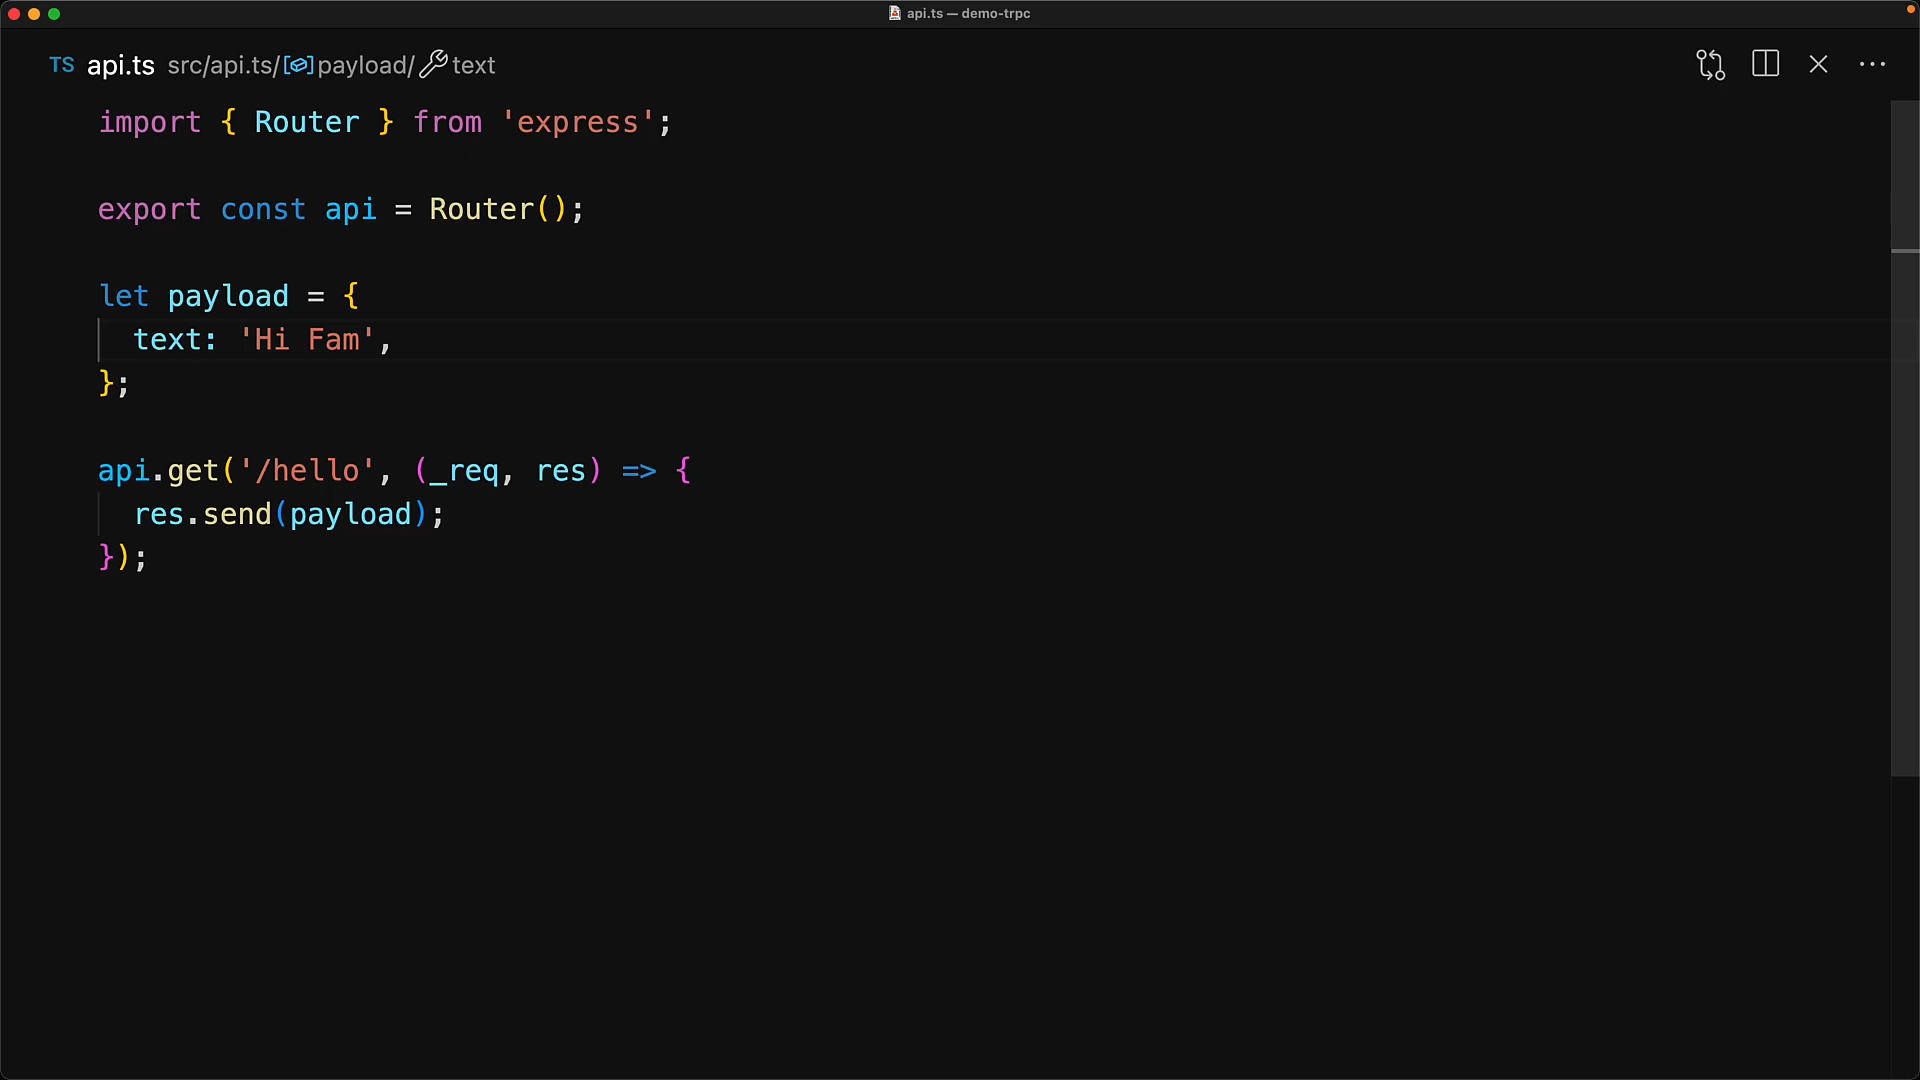 api.ts — demo-trpc
TS api.ts src/api.ts/payload/text
import { Router } from 'express';
export const api = Router();
let payload = {
  text: 'Hi Fam',
};
api.get('/hello', (_req, res) => {
  res.send(payload);
});